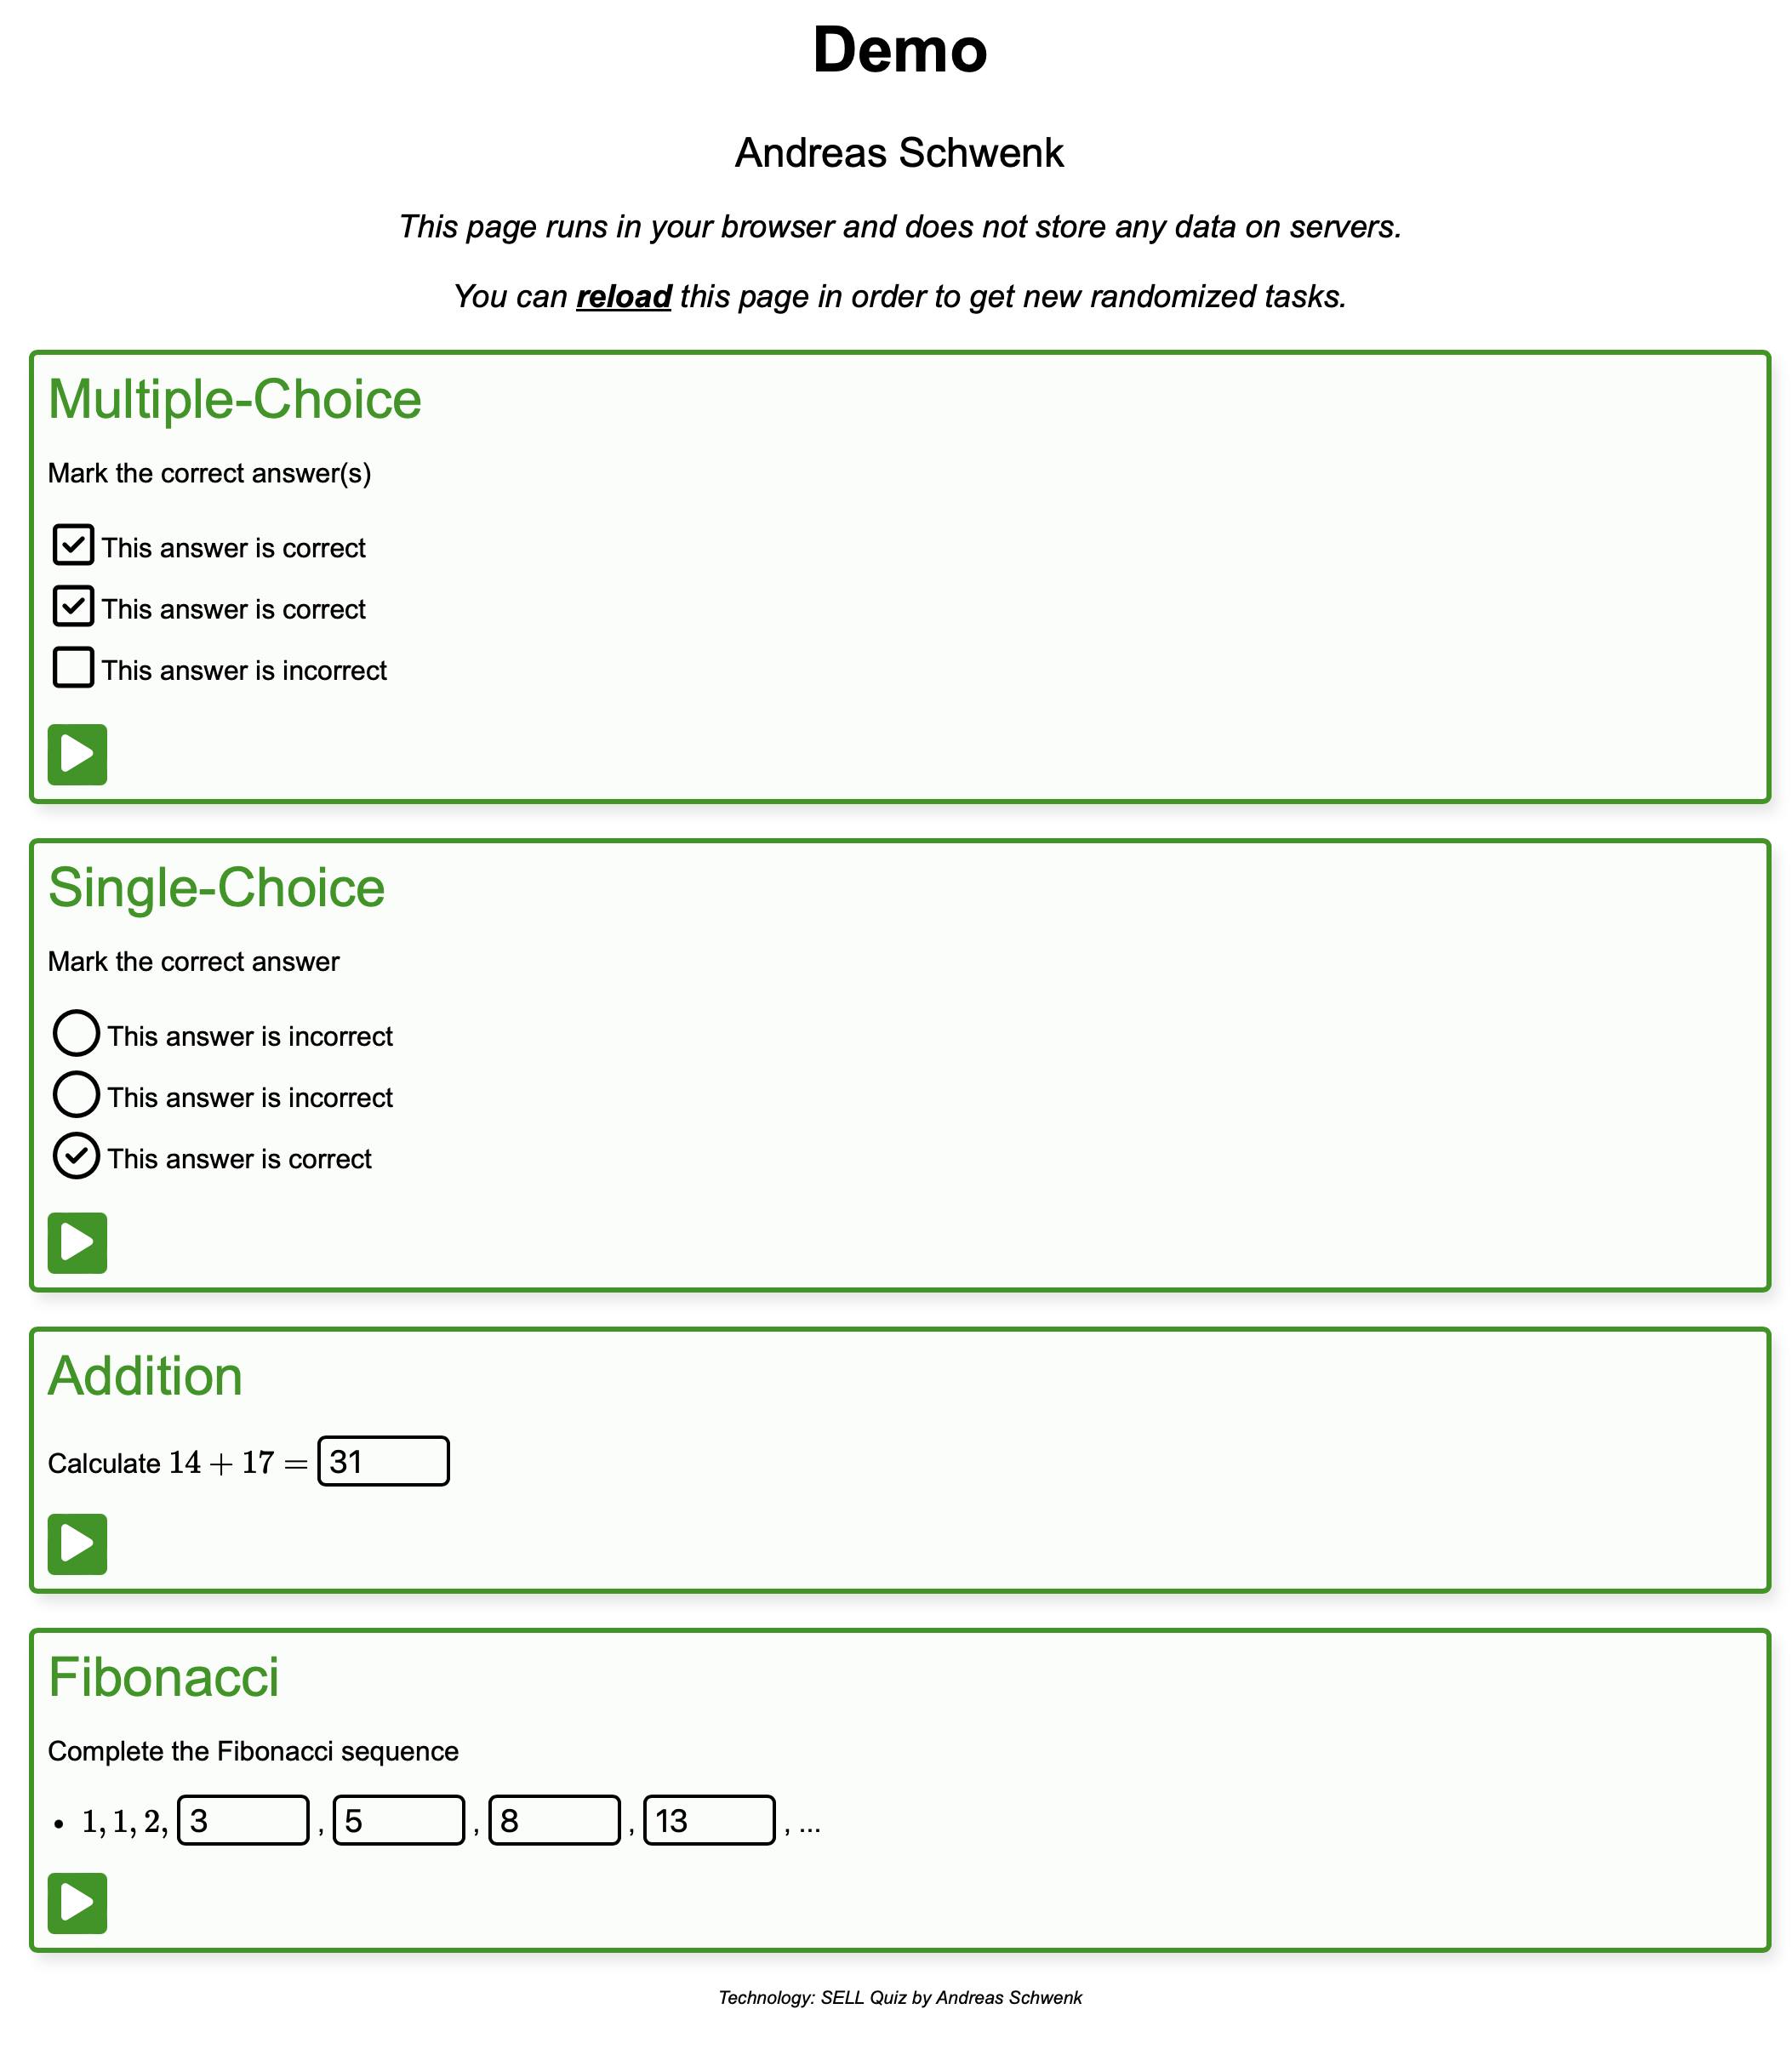 Demo
Andreas Schwenk
This page runs in your browser and does not store any data on servers.
You can reload this page in order to get new randomized tasks.
Multiple-Choice
Mark the correct answer(s)
This answer is correct
This answer is correct
This answer is incorrect
Single-Choice
Mark the correct answer
This answer is incorrect
This answer is incorrect
This answer is correct
Addition
Calculate 14 + 17 = 31
Fibonacci
Complete the Fibonacci sequence
• 1, 1, 2, 3 , 5 , 8 , 13 , ...
Technology: SELL Quiz by Andreas Schwenk